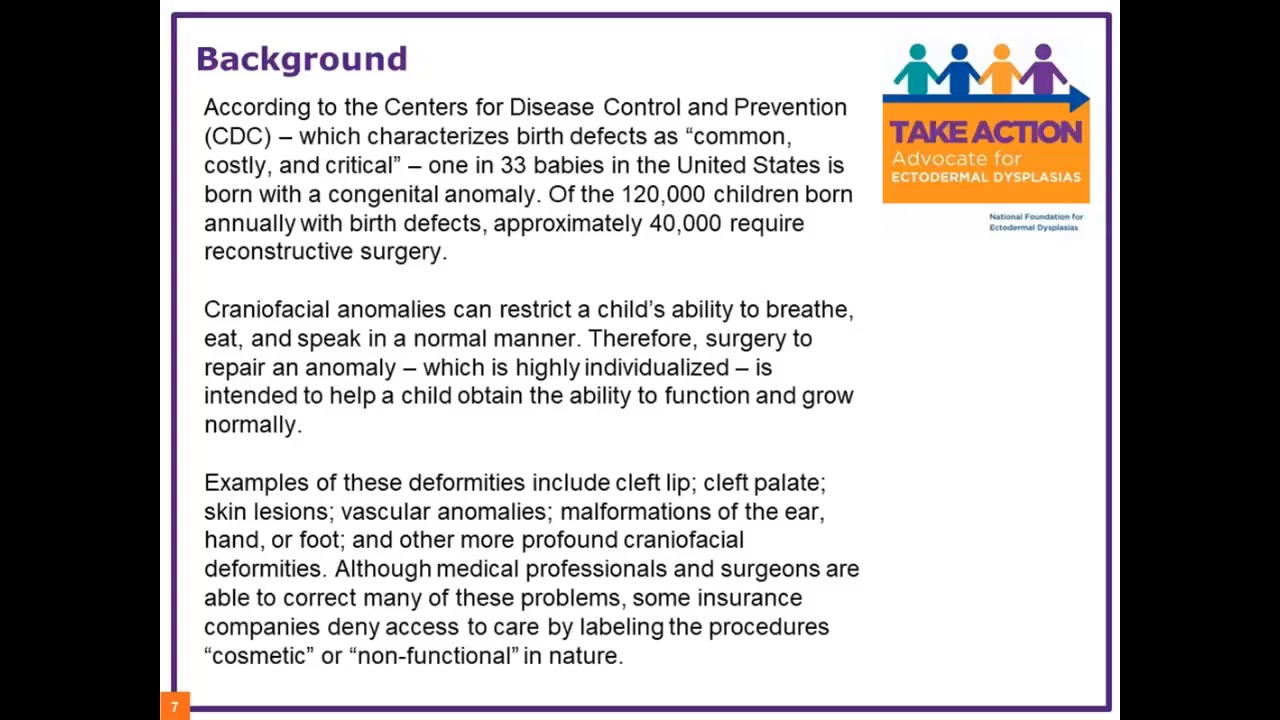 Background
According to the Centers for Disease Control and Prevention
(CDC) – which characterizes birth defects as “common,
costly, and critical” – one in 33 babies in the United States is
born with a congenital anomaly. Of the 120,000 children born
annually with birth defects, approximately 40,000 require
reconstructive surgery.
Craniofacial anomalies can restrict a child’s ability to breathe,
eat, and speak in a normal manner. Therefore, surgery to
repair an anomaly – which is highly individualized – is
intended to help a child obtain the ability to function and grow
normally.
Examples of these deformities include cleft lip; cleft palate;
skin lesions; vascular anomalies; malformations of the ear,
hand, or foot; and other more profound craniofacial
deformities. Although medical professionals and surgeons are
able to correct many of these problems, some insurance
companies deny access to care by labeling the procedures
“cosmetic” or “non-functional” in nature.
TAKE ACTION
Advocate for
ECTODERMAL DYSPLASIAS
National Foundation for
Ectodermal Dysplasias
7